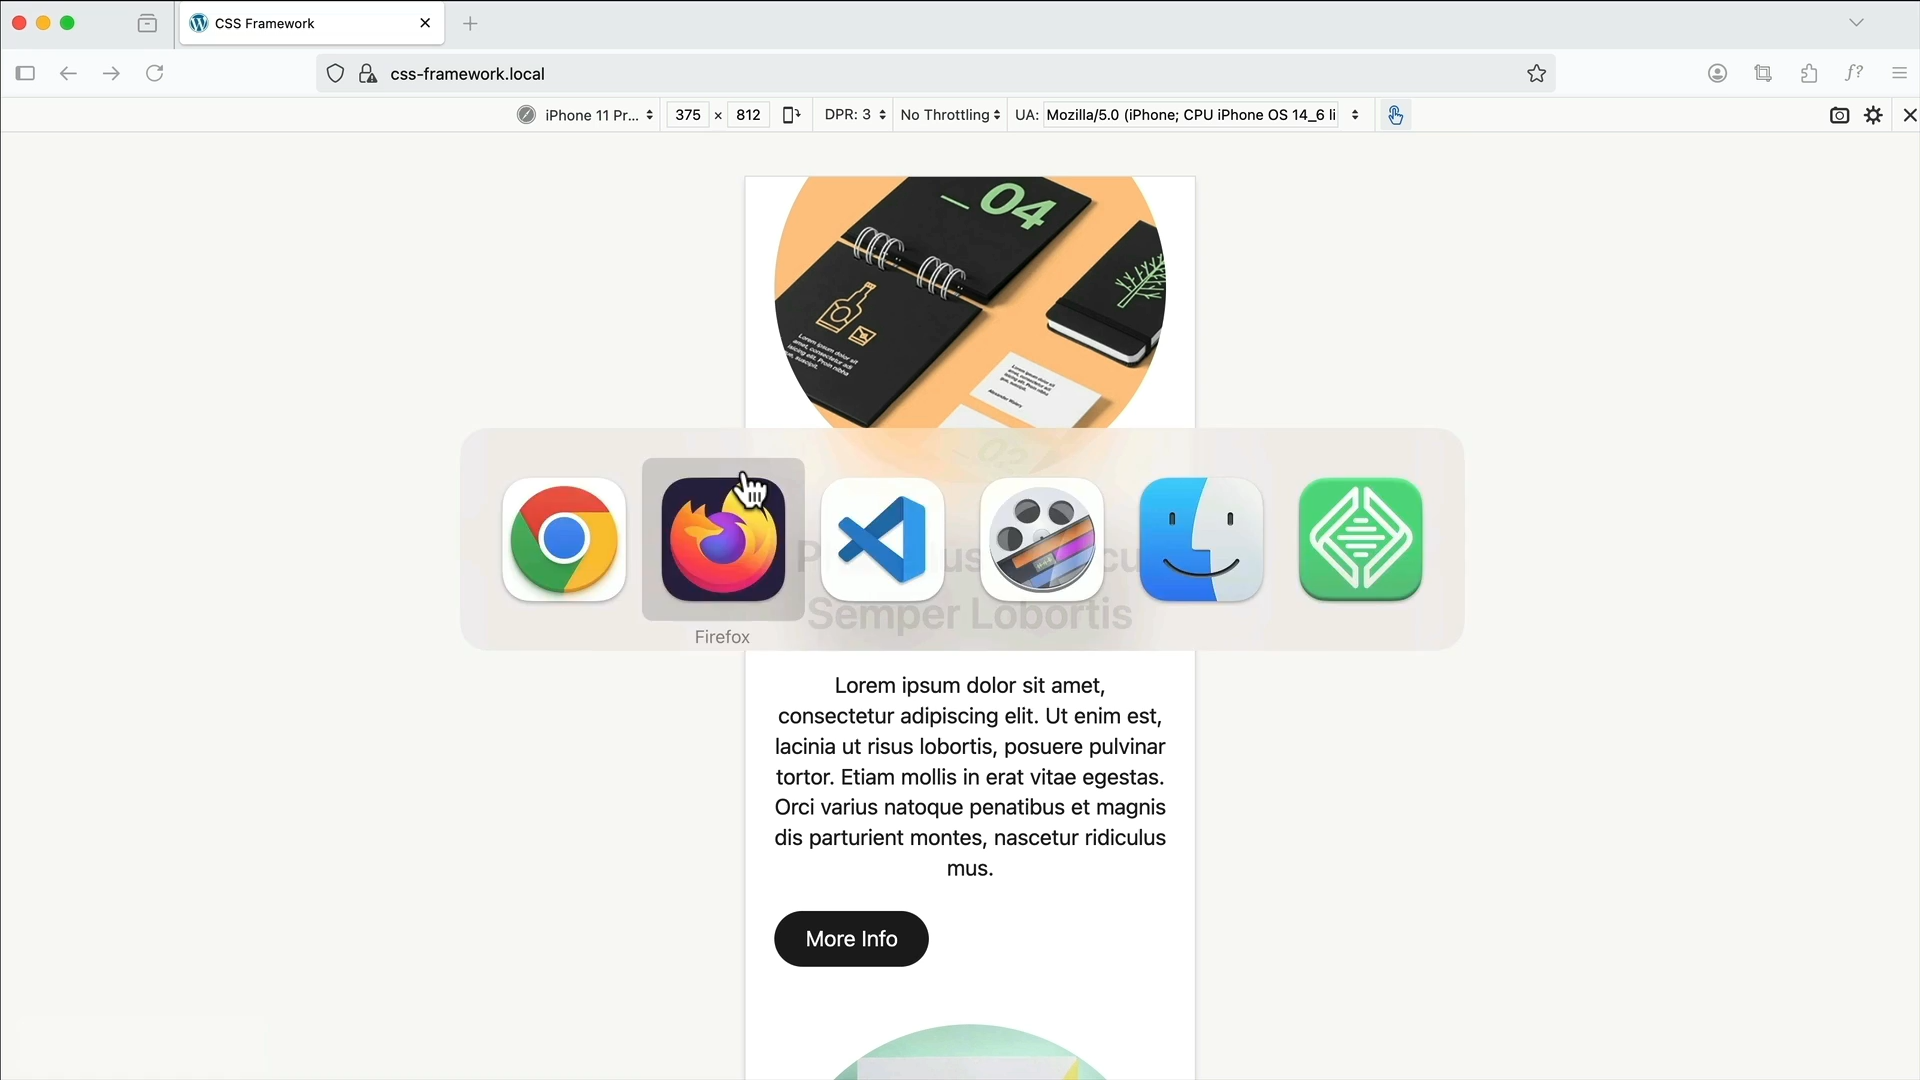 CSS Framework
css-framework.local
iPhone 11 Pr... 375 × 812 DPR: 3 No Throttling UA: Mozilla/5.0 (iPhone; CPU iPhone OS 14_6 li
_ 04
Firefox
Semper Lobortis
Lorem ipsum dolor sit amet,
consectetur adipiscing elit. Ut enim est,
lacinia ut risus lobortis, posuere pulvinar
tortor. Etiam mollis in erat vitae egestas.
Orci varius natoque penatibus et magnis
dis parturient montes, nascetur ridiculus
mus.
More Info